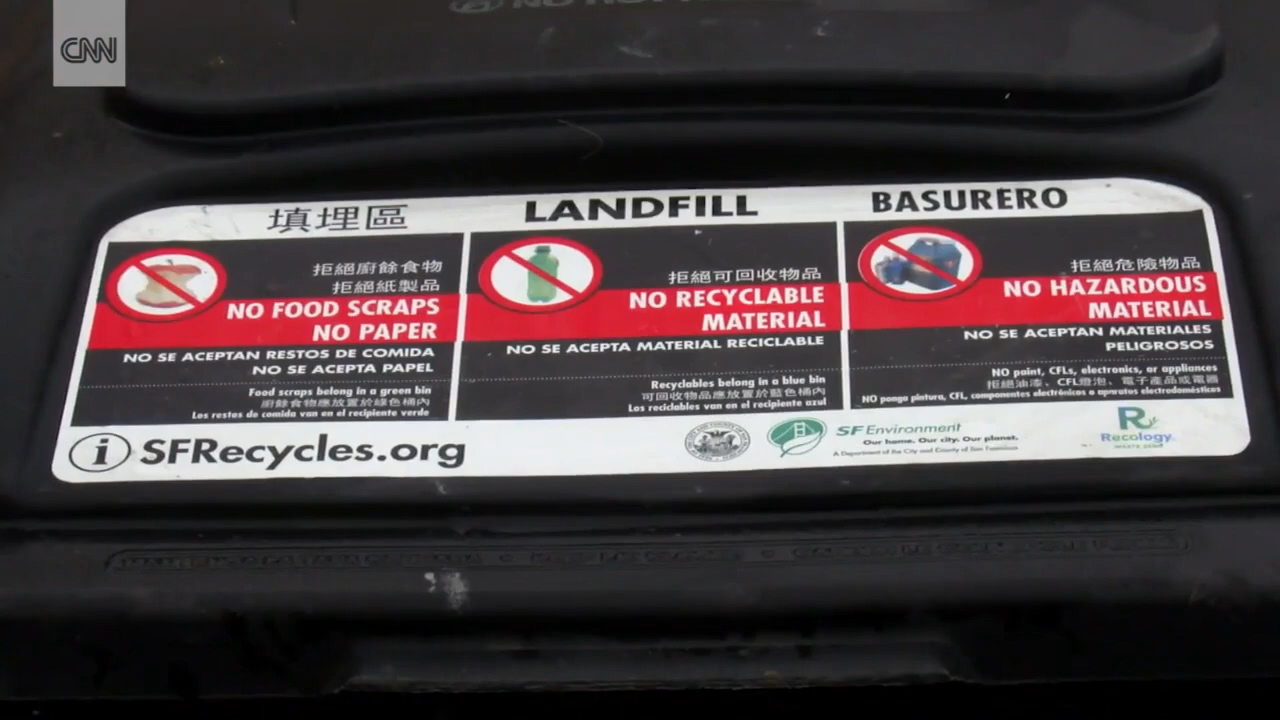 CNN
填埋區 LANDFILL BASURERO
拒絕廚餘食物
拒絕紙製品
NO FOOD SCRAPS
NO PAPER
NO SE ACEPTAN RESTOS DE COMIDA
NO SE ACEPTA PAPEL
Food scraps belong in a green bin
廚餘食物應放置於綠色桶內
Los restos de comida van en el recipiente verde
拒絕可回收物品
NO RECYCLABLE
MATERIAL
NO SE ACEPTA MATERIAL RECICLABLE
Recyclables belong in a blue bin
可回收物品應放置於藍色桶內
Los reciclables van en el recipiente azul
拒絕危險物品
NO HAZARDOUS
MATERIAL
NO SE ACEPTAN MATERIALES
PELIGROSOS
NO paint, CFLs, electronics, or appliances
拒絕油漆、CFL燈泡、電子產品或電器
NO ponga pintura, CFL, componentes electrónicos o aparatos electrodomésticos
i SFRecycles.org
SF Environment
Our home. Our city. Our planet.
A Department of the City and County of San Francisco
Recology